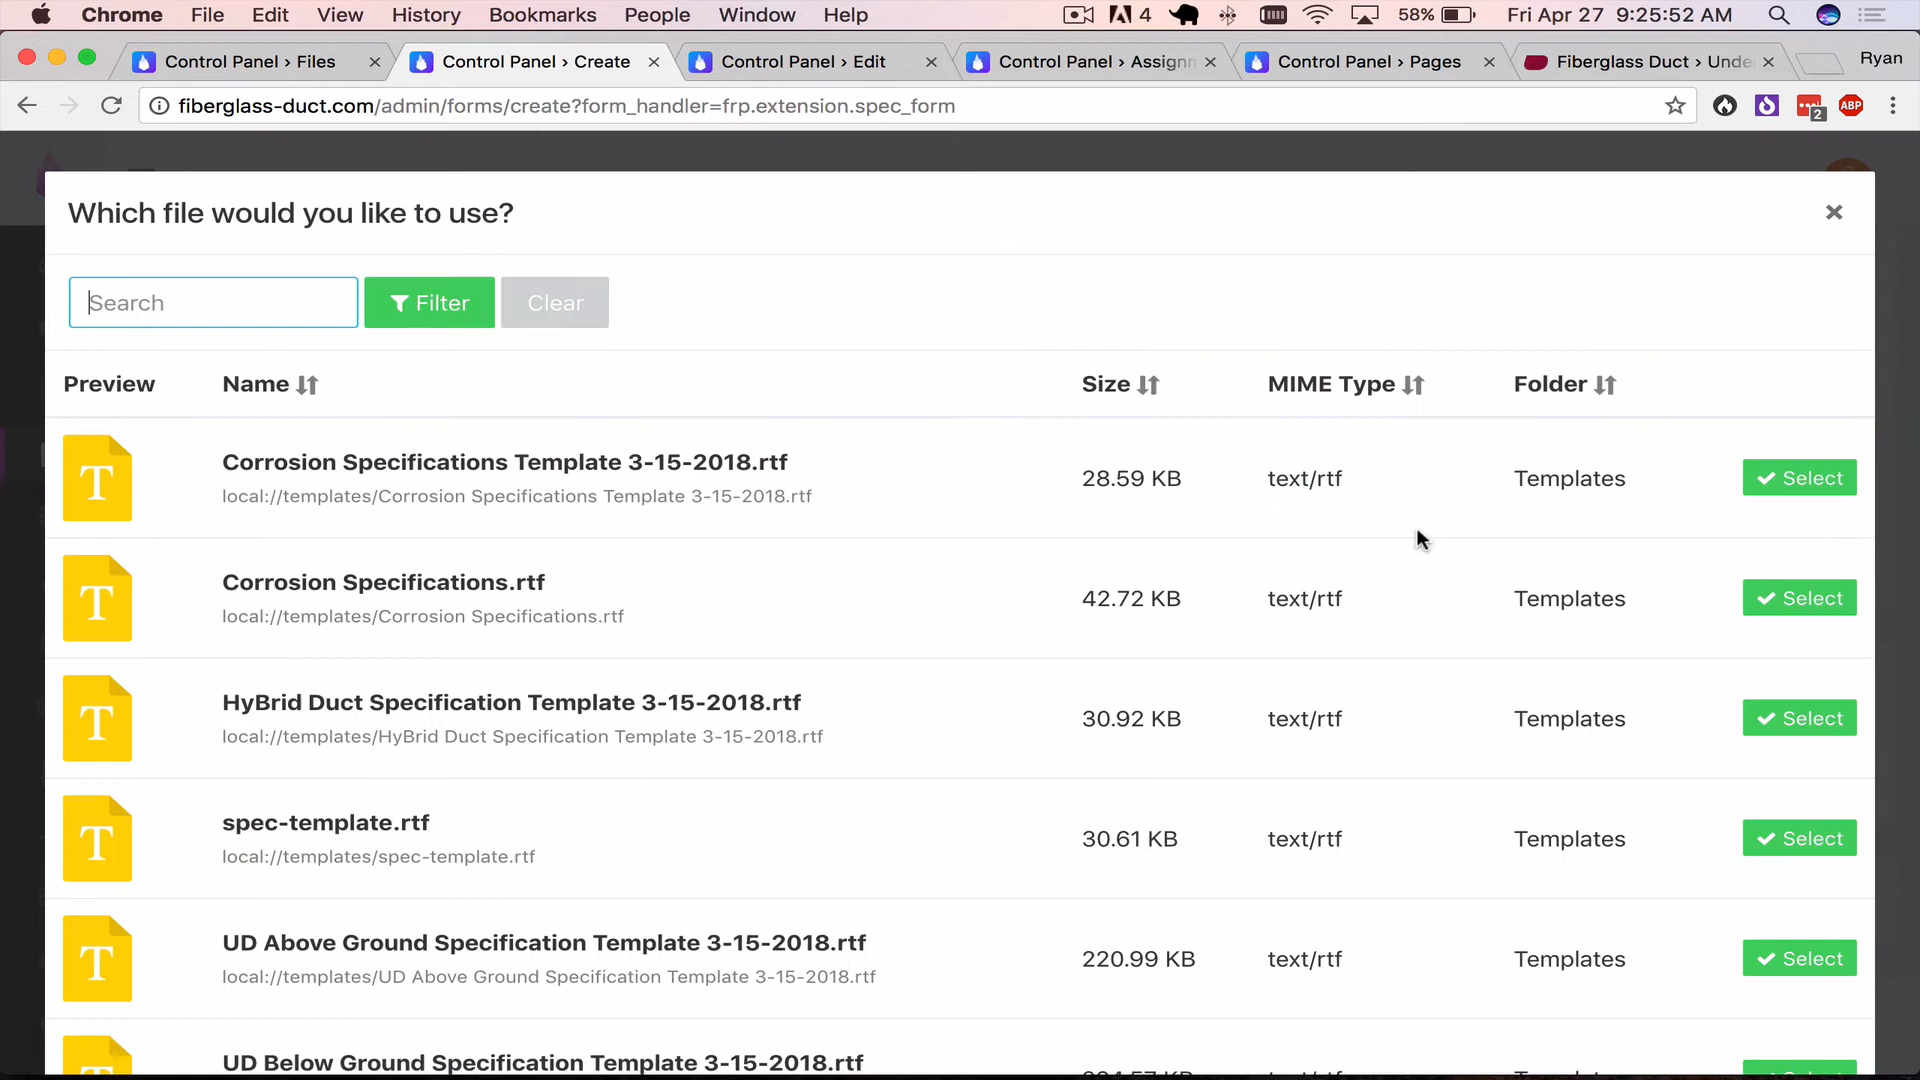 Chrome File Edit View History Bookmarks People Window Help 4 58% Fri Apr 27 9:25:52 AM
Control Panel › Files Control Panel › Create Control Panel › Edit Control Panel › Assignm Control Panel › Pages Fiberglass Duct › Unde Ryan
fiberglass-duct.com/admin/forms/create?form_handler=frp.extension.spec_form 2 ABP
Which file would you like to use?
Search Filter Clear
Preview Name Size MIME Type Folder
T Corrosion Specifications Template 3-15-2018.rtf 28.59 KB text/rtf Templates Select
local://templates/Corrosion Specifications Template 3-15-2018.rtf
T Corrosion Specifications.rtf 42.72 KB text/rtf Templates Select
local://templates/Corrosion Specifications.rtf
T HyBrid Duct Specification Template 3-15-2018.rtf 30.92 KB text/rtf Templates Select
local://templates/HyBrid Duct Specification Template 3-15-2018.rtf
T spec-template.rtf 30.61 KB text/rtf Templates Select
local://templates/spec-template.rtf
T UD Above Ground Specification Template 3-15-2018.rtf 220.99 KB text/rtf Templates Select
local://templates/UD Above Ground Specification Template 3-15-2018.rtf
UD Below Ground Specification Template 3-15-2018.rtf